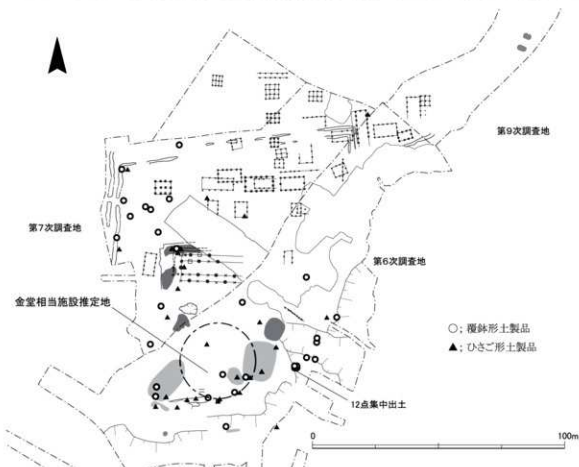 第9次調査地
第7次調査地
第6次調査地
金堂相当施設推定地
○；覆鉢形土製品
▲；ひさご形土製品
12点集中出土
0
100m